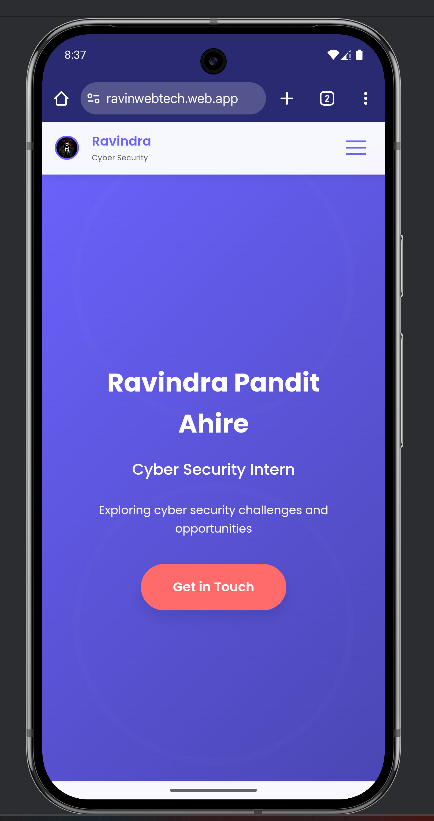 8:37
ravinwebtech.web.app
2
Ravindra
Cyber Security
Ravindra Pandit
Ahire
Cyber Security Intern
Exploring cyber security challenges and
opportunities
Get in Touch